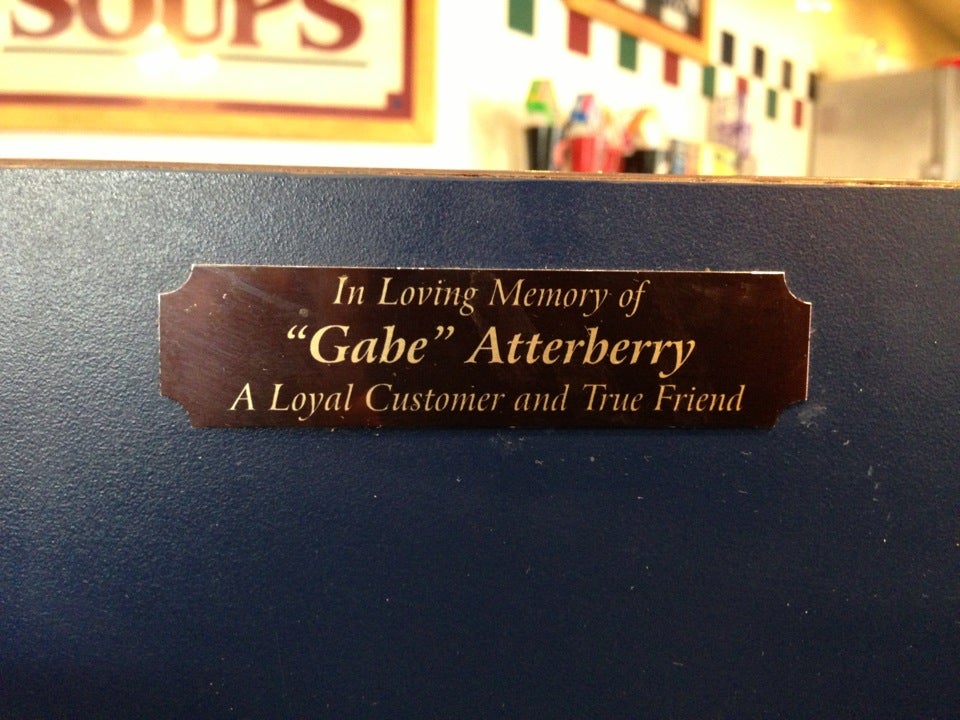 SOUPS
In Loving Memory of
“Gabe” Atterberry
A Loyal Customer and True Friend